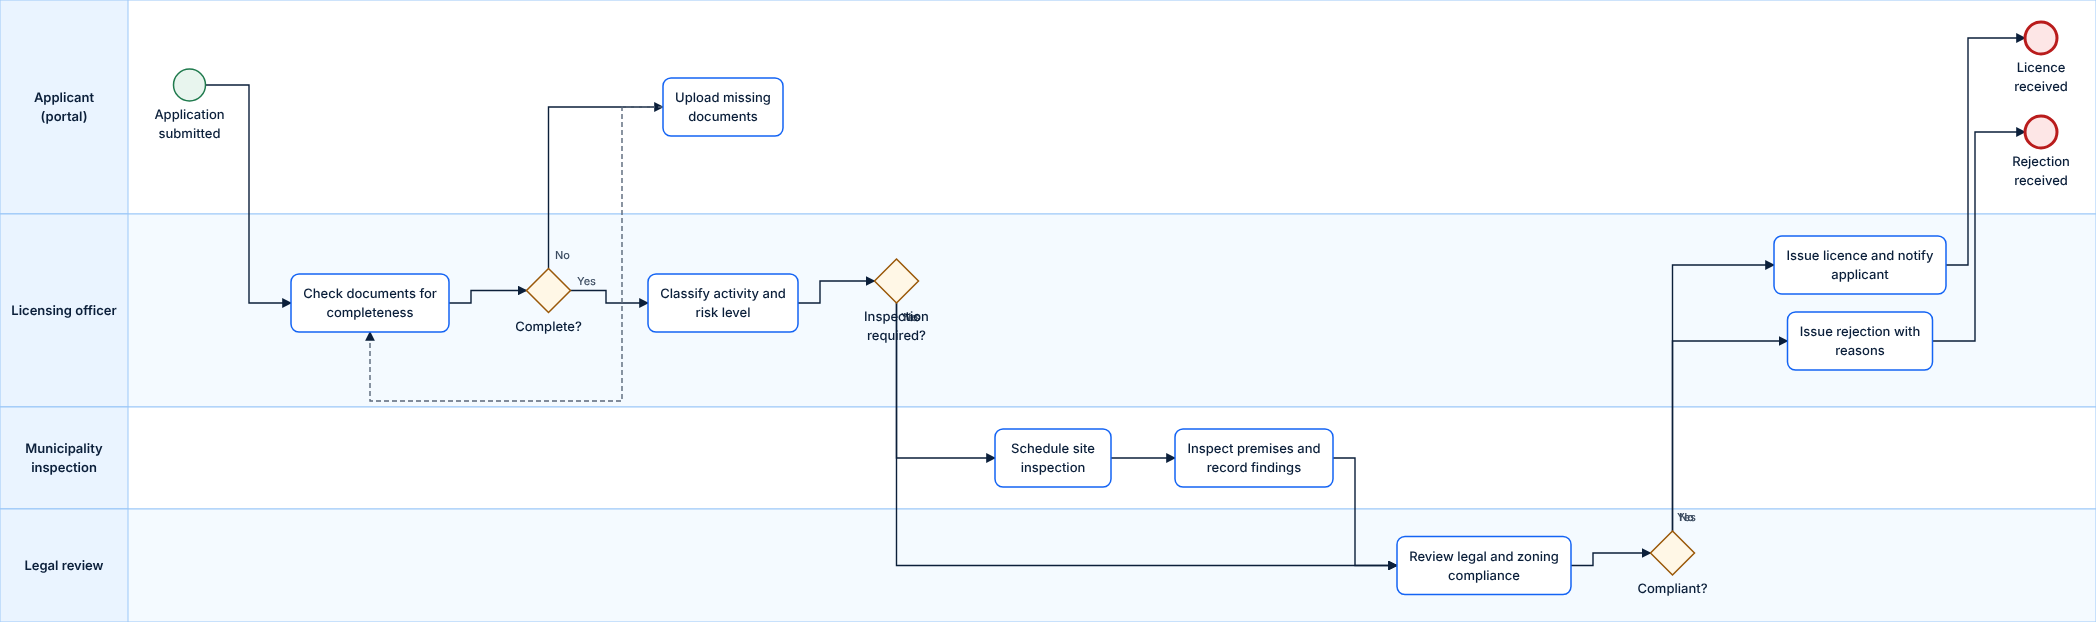 Applicant
(portal)
Application
submitted
Upload missing
documents
Licence
received
Rejection
received
Licensing officer
Check documents for
completeness
No
Yes
Complete?
Classify activity and
risk level
Inspection
required?
Issue licence and notify
applicant
Issue rejection with
reasons
Municipality
inspection
Schedule site
inspection
Inspect premises and
record findings
Legal review
Review legal and zoning
compliance
Compliant?